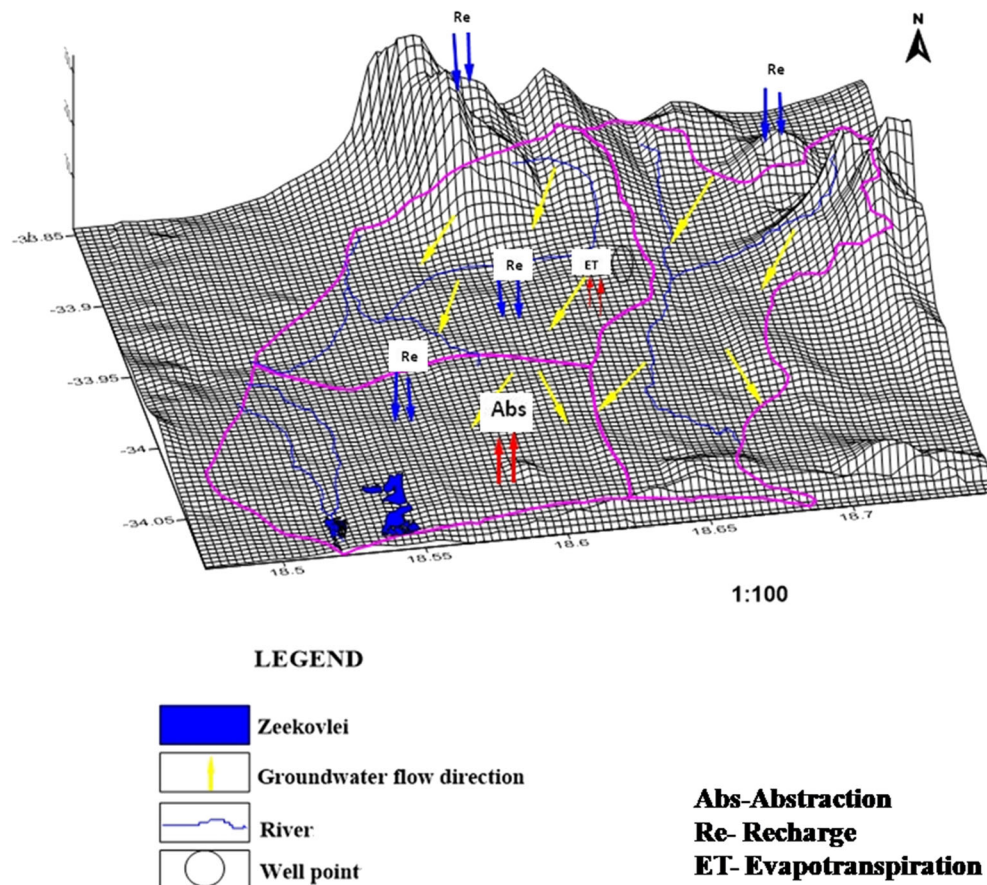 Re
N
Re
-33.85
Re
ET
-33.9
Re
-33.95
Abs
-34
-34.05
18.5
18.55
18.6
18.65
18.7
1:100
LEGEND
Zeekovlei
Groundwater flow direction
River
Well point
Abs-Abstraction
Re- Recharge
ET- Evapotranspiration